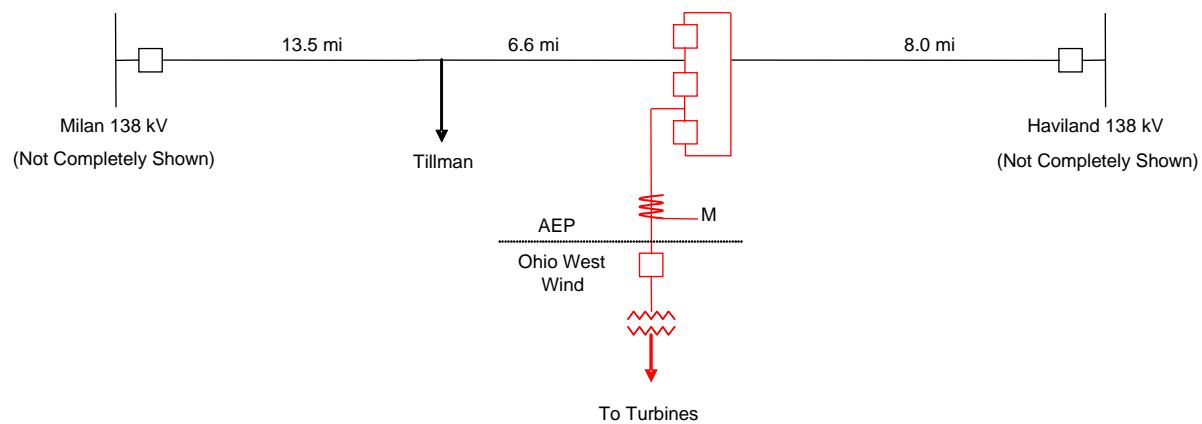 13.5 mi
6.6 mi
8.0 mi
Milan 138 kV
(Not Completely Shown)
Haviland 138 kV
(Not Completely Shown)
Tillman
M
AEP
Ohio West
Wind
To Turbines